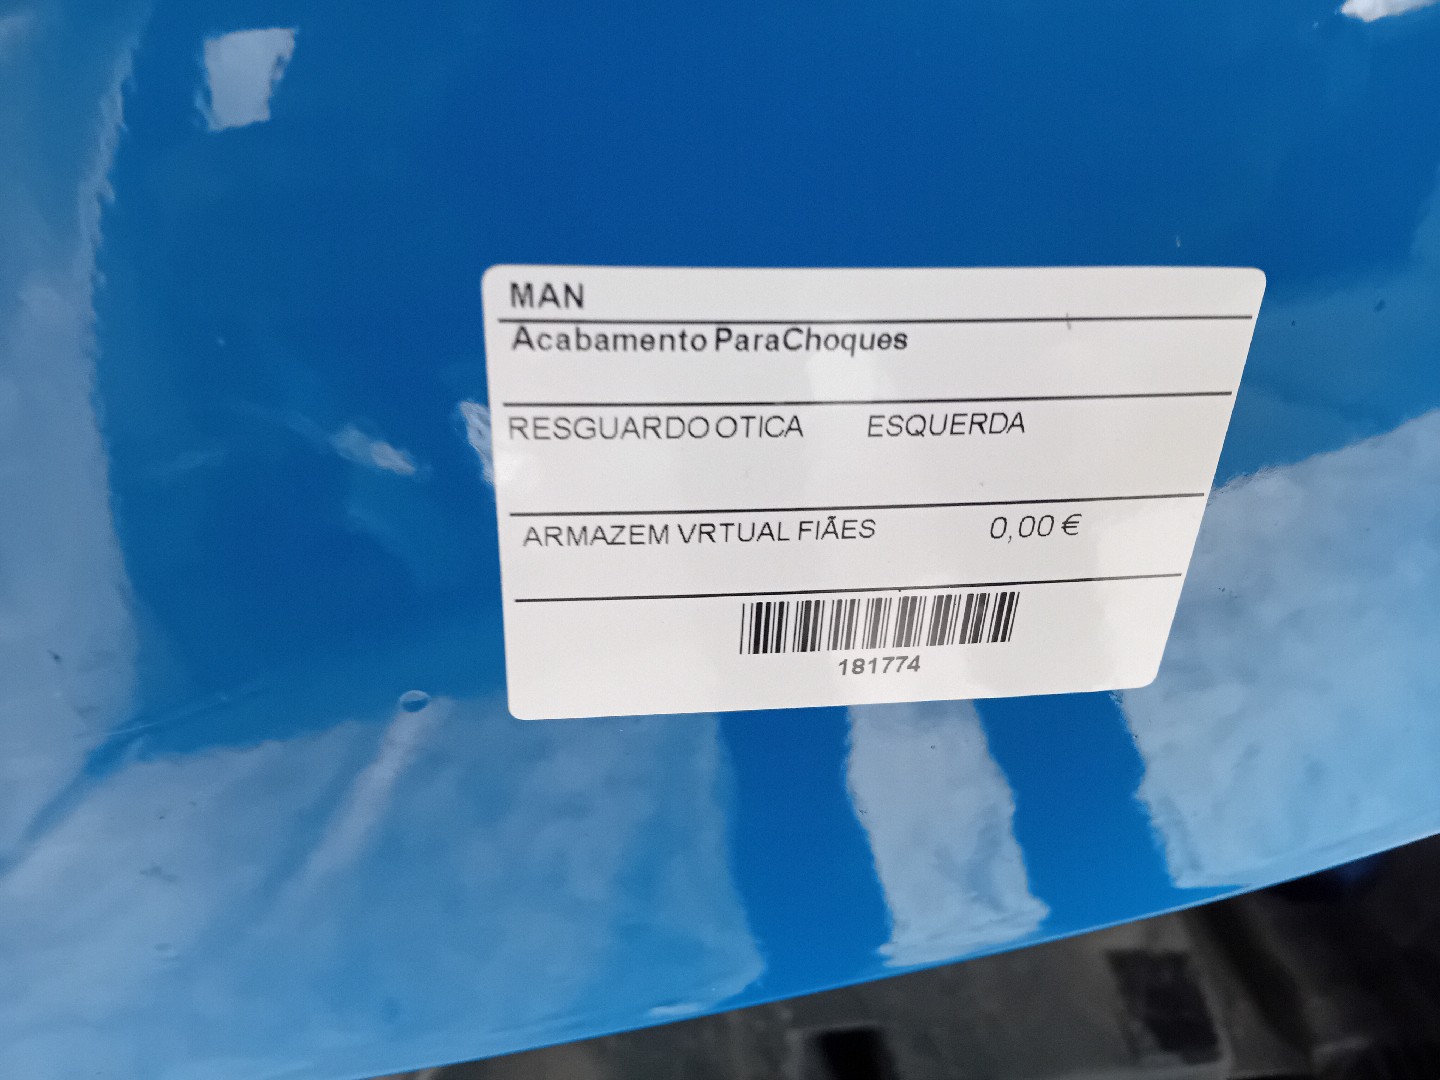 MAN
Acabamento ParaChoques
RESGUARDO OTICA ESQUERDA
ARMAZEM VRTUAL FIÃES 0,00 €
181774